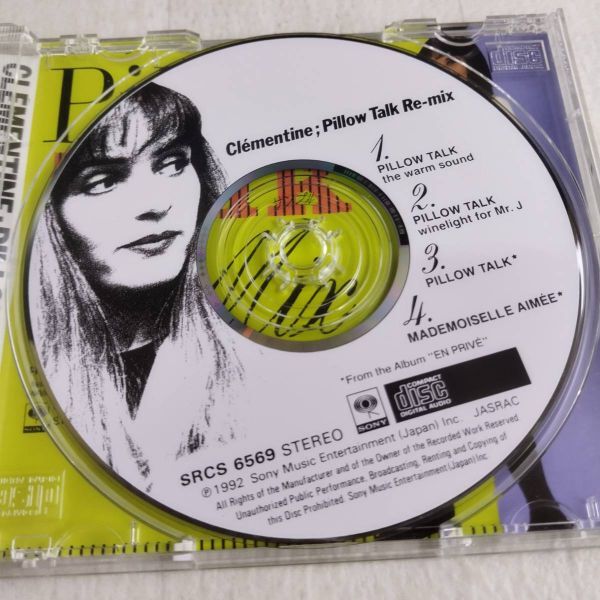 Clémentine ; Pillow Talk Re-mix
1.
PILLOW TALK
the warm sound
2.
PILLOW TALK
winelight for Mr. J
3.
PILLOW TALK*
4.
MADEMOISELLE AIMÉE*
*From the Album "EN PRIVÉ"
SONY
COMPACT
disc
DIGITAL AUDIO
SRCS 6569 STEREO
℗1992 Sony Music Entertainment (Japan) Inc. JASRAC
All Rights of the Manufacturer and of the Owner of the Recorded Work Reserved.
Unauthorized Public Performance, Broadcasting, Renting and Copying of
this Disc Prohibited. Sony Music Entertainment (Japan) Inc.
CLEMENTINE
Mix
SONY
disc